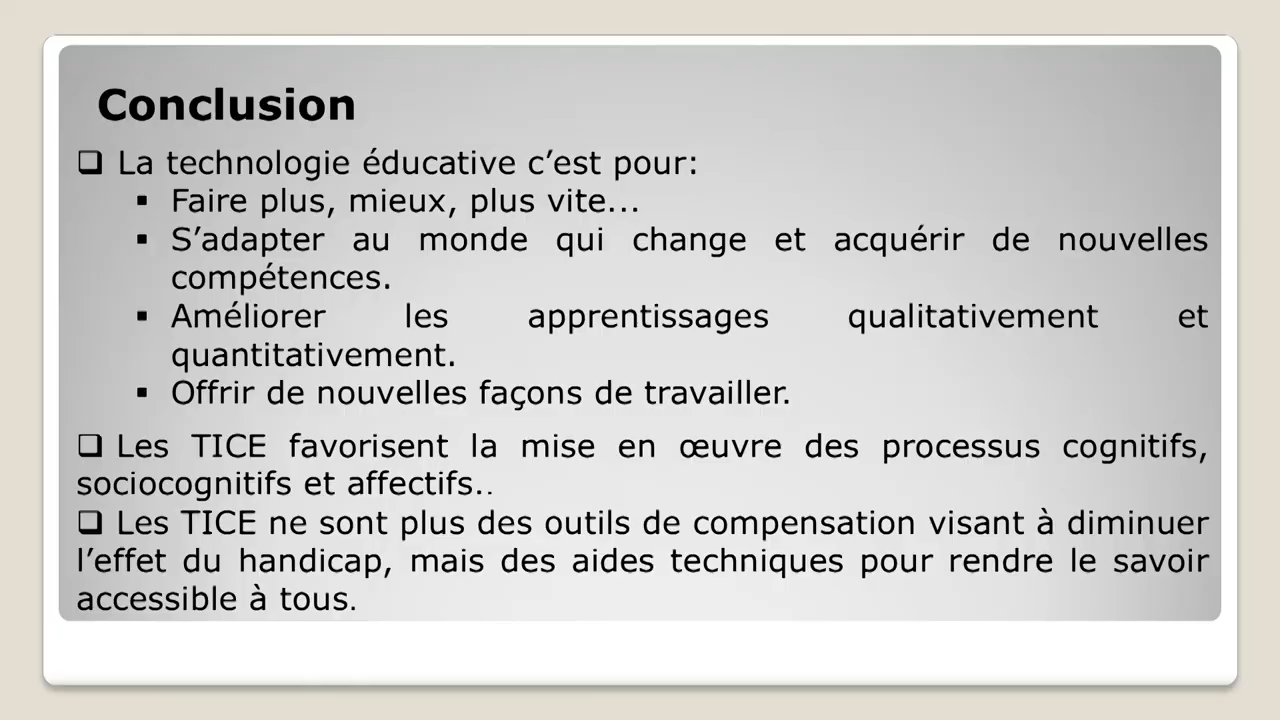 Conclusion
❑ La technologie éducative c’est pour:
▪ Faire plus, mieux, plus vite...
▪ S’adapter au monde qui change et acquérir de nouvelles
compétences.
▪ Améliorer les apprentissages qualitativement et
quantitativement.
▪ Offrir de nouvelles façons de travailler.
❑ Les TICE favorisent la mise en œuvre des processus cognitifs,
sociocognitifs et affectifs..
❑ Les TICE ne sont plus des outils de compensation visant à diminuer
l’effet du handicap, mais des aides techniques pour rendre le savoir
accessible à tous.